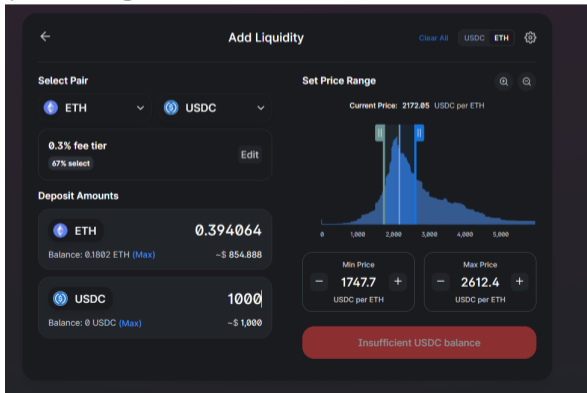 Add Liquidity
Clear All USDC ETH
Select Pair
ETH USDC
0.3% fee tier
67% select
Edit
Deposit Amounts
ETH 0.394064
Balance: 0.1802 ETH (Max) ~$ 854.888
USDC 1000
Balance: 0 USDC (Max) ~$ 1,000
Set Price Range
Current Price: 2172.05 USDC per ETH
0 1,000 2,000 3,000 4,000 5,000
Min Price
- 1747.7 +
USDC per ETH
Max Price
- 2612.4 +
USDC per ETH
Insufficient USDC balance